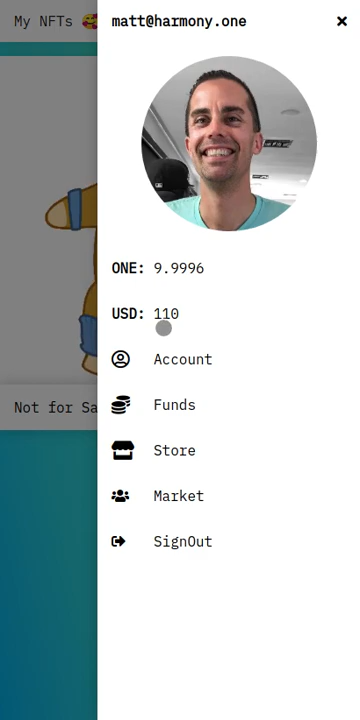 My NFTs 🥰
matt@harmony.one ×
ONE: 9.9996
USD: 110
Account
Funds
Not for Sa
Store
Market
SignOut